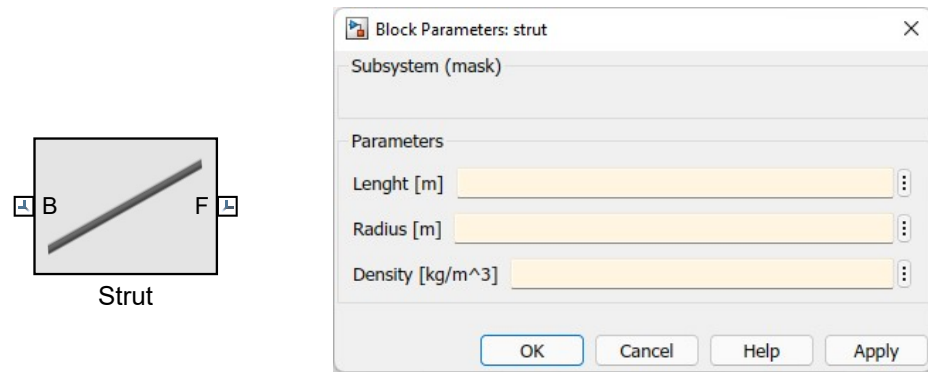 B F
Strut
Block Parameters: strut
Subsystem (mask)
Parameters
Lenght [m]
Radius [m]
Density [kg/m^3]
OK Cancel Help Apply